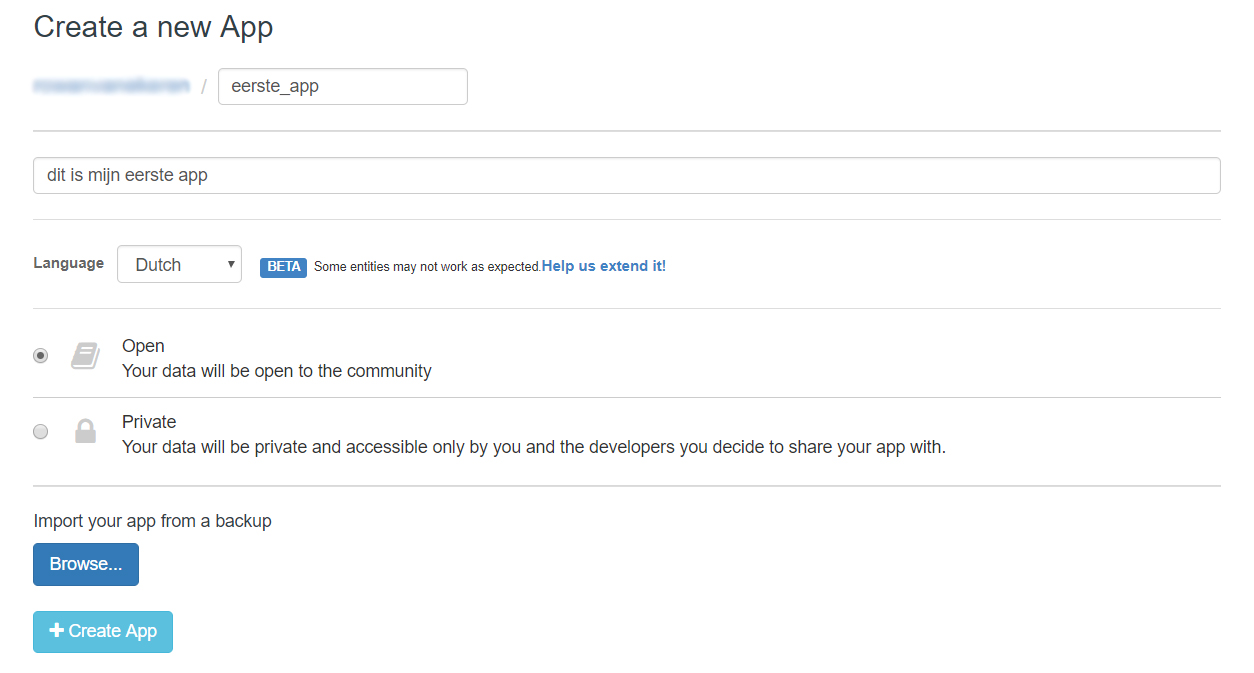 Create a new App
/ eerste_app
dit is mijn eerste app
Language Dutch BETA Some entities may not work as expected.Help us extend it!
Open
Your data will be open to the community
Private
Your data will be private and accessible only by you and the developers you decide to share your app with.
Import your app from a backup
Browse...
Create App